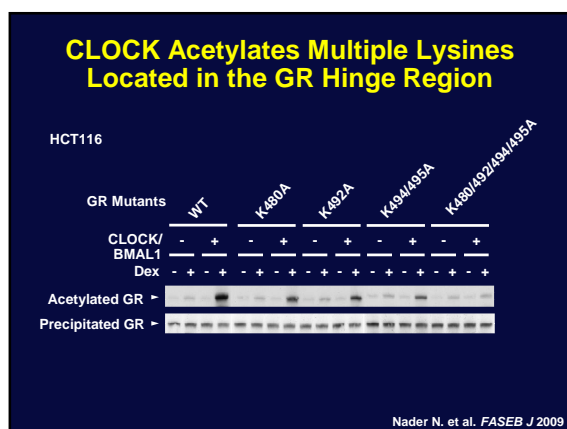 CLOCK Acetylates Multiple Lysines
Located in the GR Hinge Region
HCT116
GR Mutants WT K480A K492A K494/495A K480/492/494/495A
CLOCK/ - + - + - + - + - +
BMAL1
Dex - + - + - + - + - + - + - + - + - + - +
Acetylated GR ►
Precipitated GR ►
Nader N. et al. FASEB J 2009